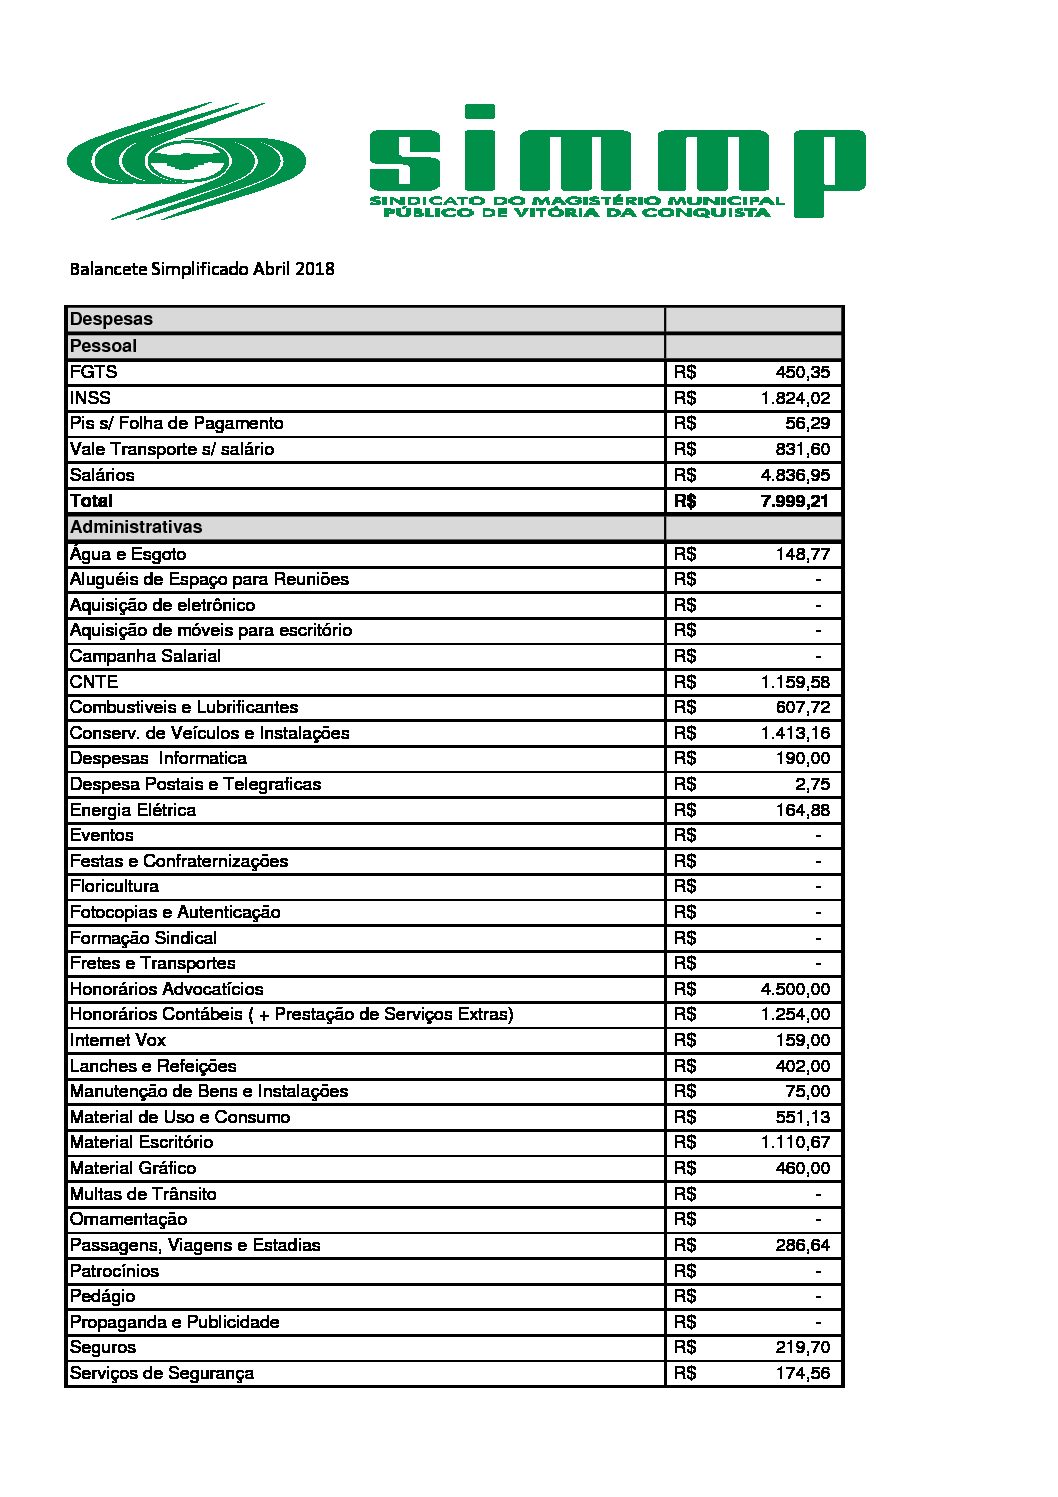 simmp
SINDICATO DO MAGISTÉRIO MUNICIPAL
PÚBLICO DE VITÓRIA DA CONQUISTA
Balancete Simplificado Abril 2018
Despesas
Pessoal
FGTS R$ 450,35
INSS R$ 1.824,02
Pis s/ Folha de Pagamento R$ 56,29
Vale Transporte s/ salário R$ 831,60
Salários R$ 4.836,95
Total R$ 7.999,21
Administrativas
Água e Esgoto R$ 148,77
Aluguéis de Espaço para Reuniões R$ -
Aquisição de eletrônico R$ -
Aquisição de móveis para escritório R$ -
Campanha Salarial R$ -
CNTE R$ 1.159,58
Combustiveis e Lubrificantes R$ 607,72
Conserv. de Veículos e Instalações R$ 1.413,16
Despesas  Informatica R$ 190,00
Despesa Postais e Telegraficas R$ 2,75
Energia Elétrica R$ 164,88
Eventos R$ -
Festas e Confraternizações R$ -
Floricultura R$ -
Fotocopias e Autenticação R$ -
Formação Sindical R$ -
Fretes e Transportes R$ -
Honorários Advocatícios R$ 4.500,00
Honorários Contábeis ( + Prestação de Serviços Extras) R$ 1.254,00
Internet Vox R$ 159,00
Lanches e Refeições R$ 402,00
Manutenção de Bens e Instalações R$ 75,00
Material de Uso e Consumo R$ 551,13
Material Escritório R$ 1.110,67
Material Gráfico R$ 460,00
Multas de Trânsito R$ -
Ornamentação R$ -
Passagens, Viagens e Estadias R$ 286,64
Patrocínios R$ -
Pedágio R$ -
Propaganda e Publicidade R$ -
Seguros R$ 219,70
Serviços de Segurança R$ 174,56